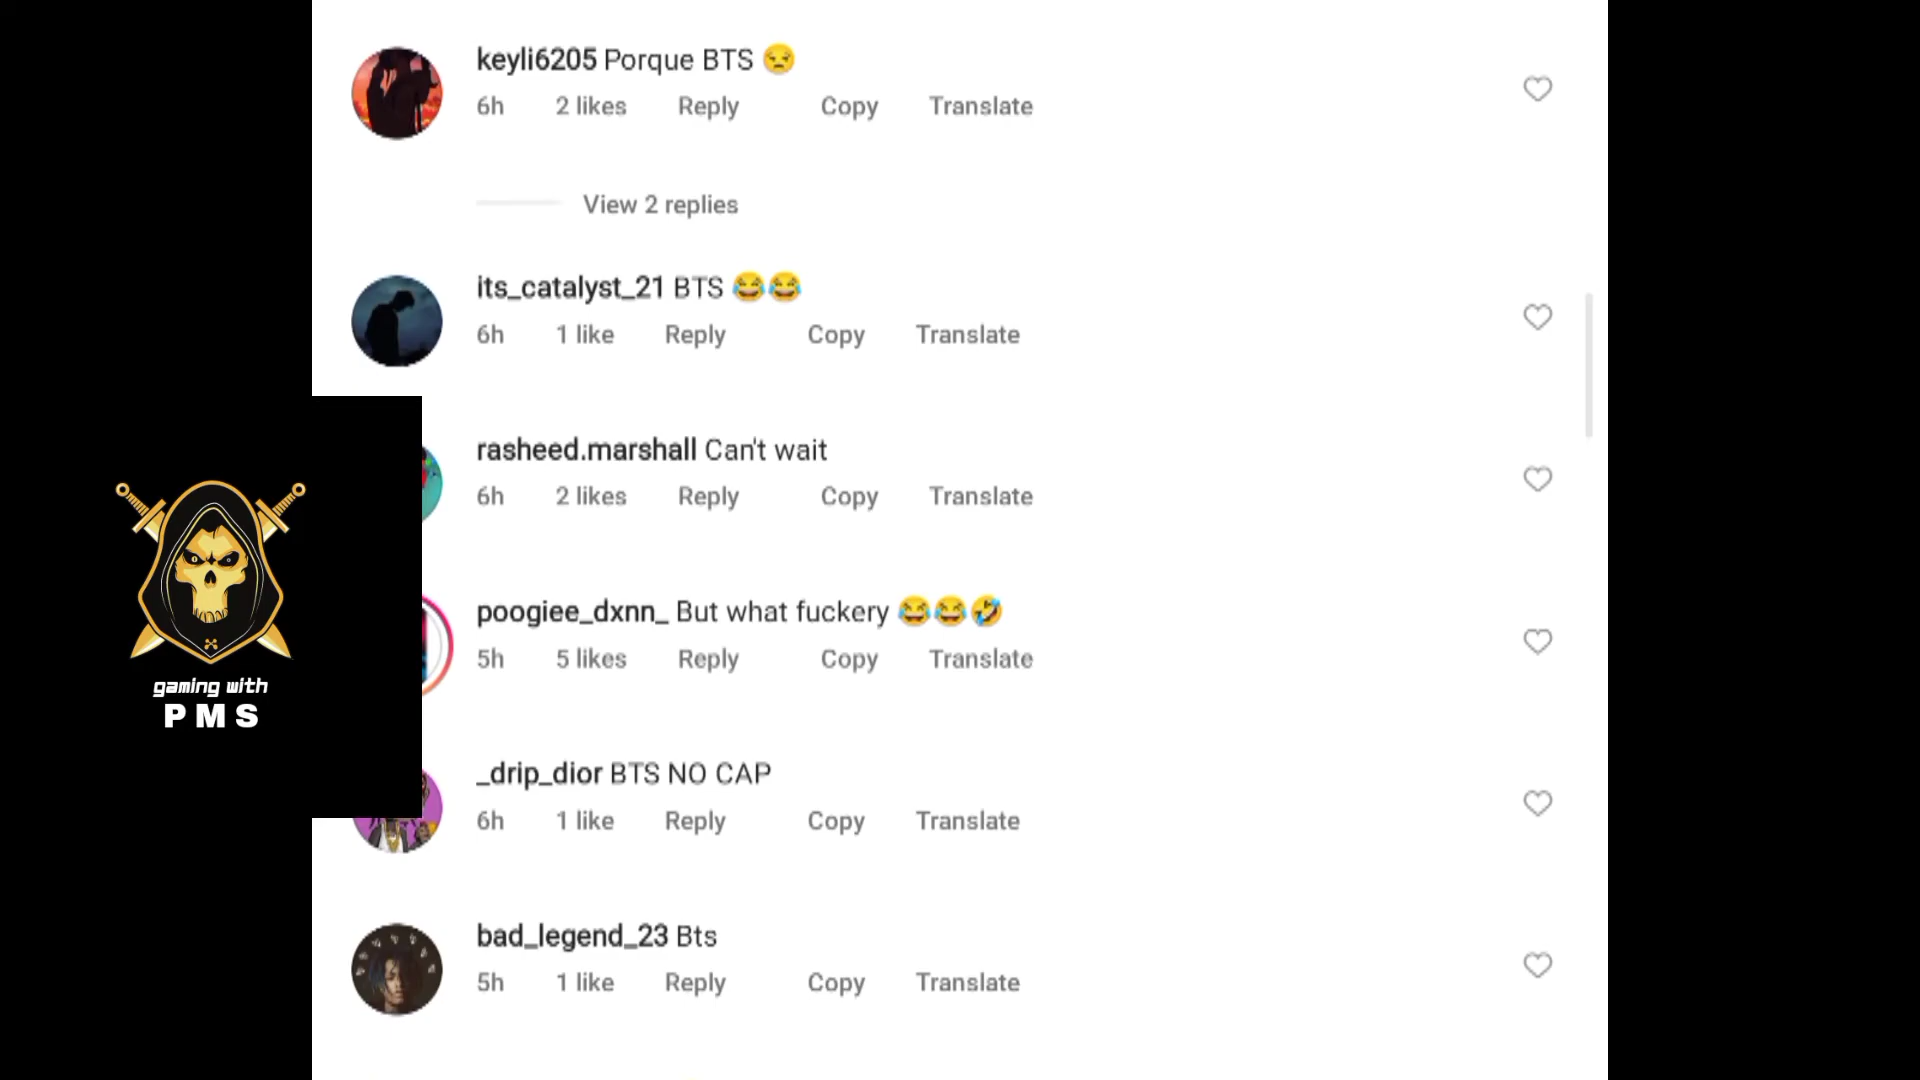 keyli6205 Porque BTS 😒
6h 2 likes Reply Copy Translate
View 2 replies
its_catalyst_21 BTS 😂😂
6h 1 like Reply Copy Translate
rasheed.marshall Can't wait
6h 2 likes Reply Copy Translate
poogiee_dxnn_ But what fuckery 😂😂🤣
5h 5 likes Reply Copy Translate
gaming with
PMS
_drip_dior BTS NO CAP
6h 1 like Reply Copy Translate
bad_legend_23 Bts
5h 1 like Reply Copy Translate